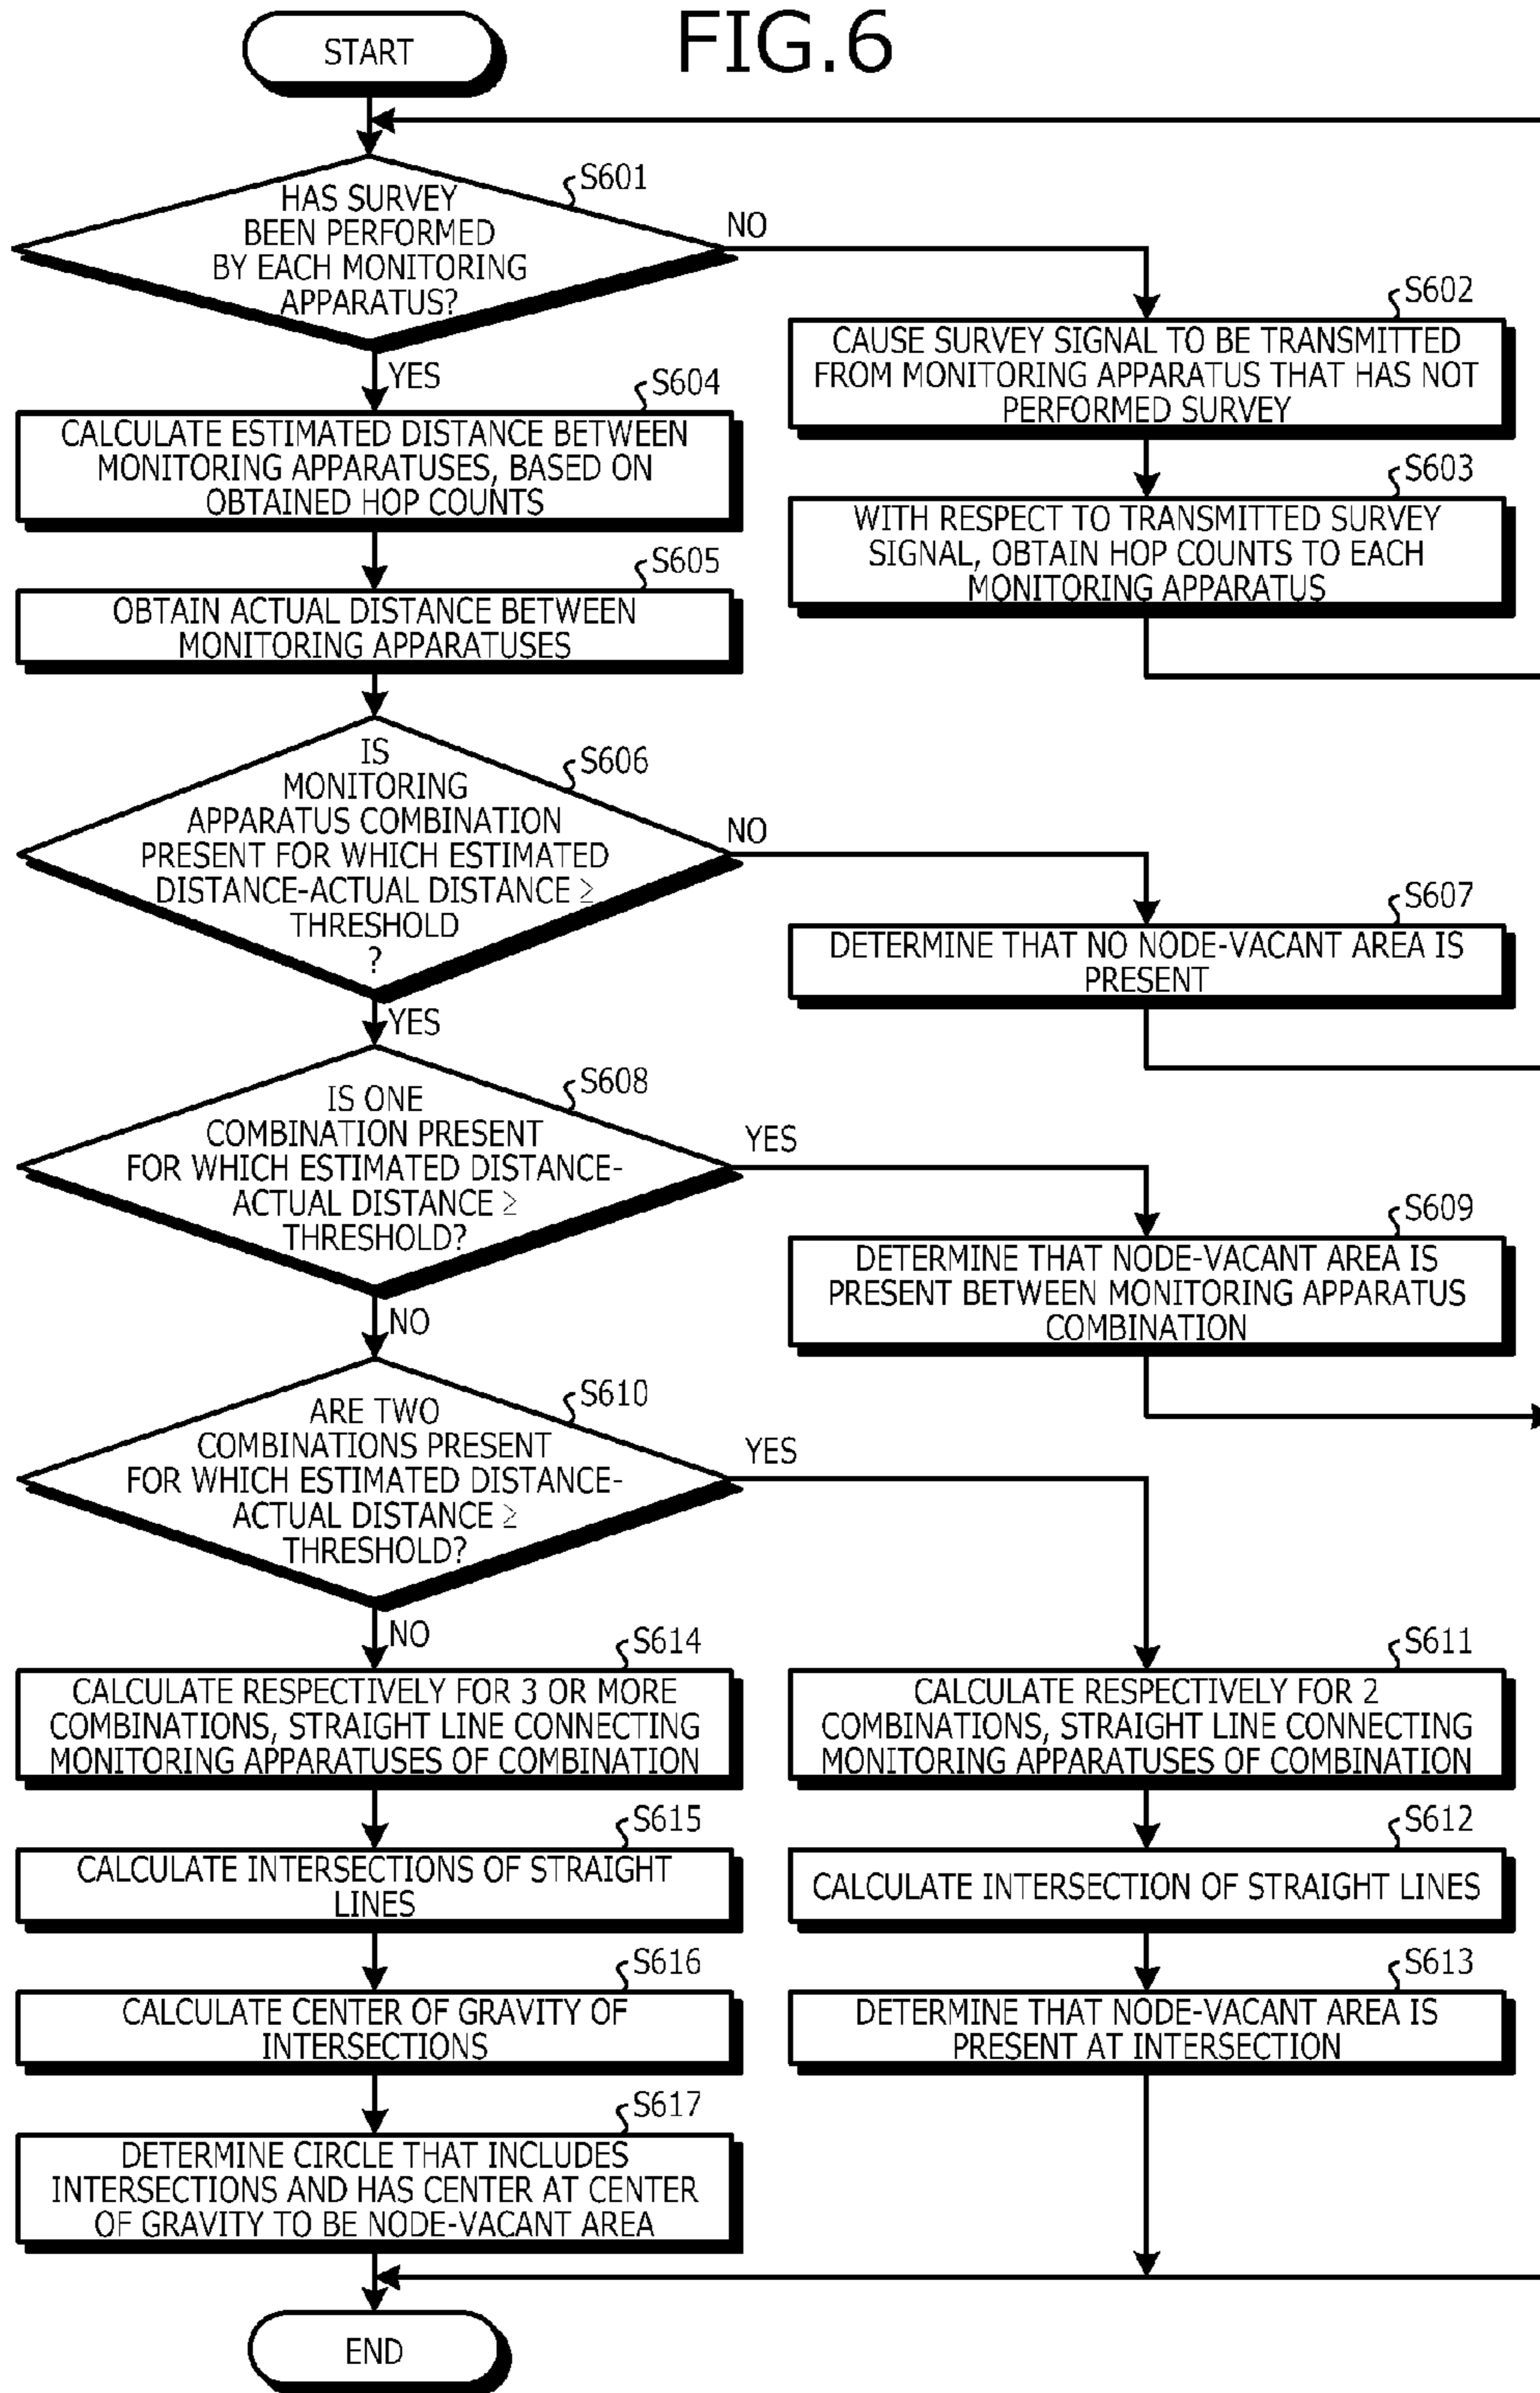 FIG.6
START
HAS SURVEY
BEEN PERFORMED
BY EACH MONITORING
APPARATUS?
S601
NO
YES
S602
CAUSE SURVEY SIGNAL TO BE TRANSMITTED
FROM MONITORING APPARATUS THAT HAS NOT
PERFORMED SURVEY
S603
WITH RESPECT TO TRANSMITTED SURVEY
SIGNAL, OBTAIN HOP COUNTS TO EACH
MONITORING APPARATUS
S604
CALCULATE ESTIMATED DISTANCE BETWEEN
MONITORING APPARATUSES, BASED ON
OBTAINED HOP COUNTS
S605
OBTAIN ACTUAL DISTANCE BETWEEN
MONITORING APPARATUSES
S606
IS
MONITORING
APPARATUS COMBINATION
PRESENT FOR WHICH ESTIMATED
DISTANCE-ACTUAL DISTANCE ≥
THRESHOLD
?
NO
YES
S607
DETERMINE THAT NO NODE-VACANT AREA IS
PRESENT
S608
IS ONE
COMBINATION PRESENT
FOR WHICH ESTIMATED DISTANCE-
ACTUAL DISTANCE ≥
THRESHOLD?
YES
NO
S609
DETERMINE THAT NODE-VACANT AREA IS
PRESENT BETWEEN MONITORING APPARATUS
COMBINATION
S610
ARE TWO
COMBINATIONS PRESENT
FOR WHICH ESTIMATED DISTANCE-
ACTUAL DISTANCE ≥
THRESHOLD?
YES
NO
S611
CALCULATE RESPECTIVELY FOR 2
COMBINATIONS, STRAIGHT LINE CONNECTING
MONITORING APPARATUSES OF COMBINATION
S612
CALCULATE INTERSECTION OF STRAIGHT LINES
S613
DETERMINE THAT NODE-VACANT AREA IS
PRESENT AT INTERSECTION
S614
CALCULATE RESPECTIVELY FOR 3 OR MORE
COMBINATIONS, STRAIGHT LINE CONNECTING
MONITORING APPARATUSES OF COMBINATION
S615
CALCULATE INTERSECTIONS OF STRAIGHT
LINES
S616
CALCULATE CENTER OF GRAVITY OF
INTERSECTIONS
S617
DETERMINE CIRCLE THAT INCLUDES
INTERSECTIONS AND HAS CENTER AT CENTER
OF GRAVITY TO BE NODE-VACANT AREA
END